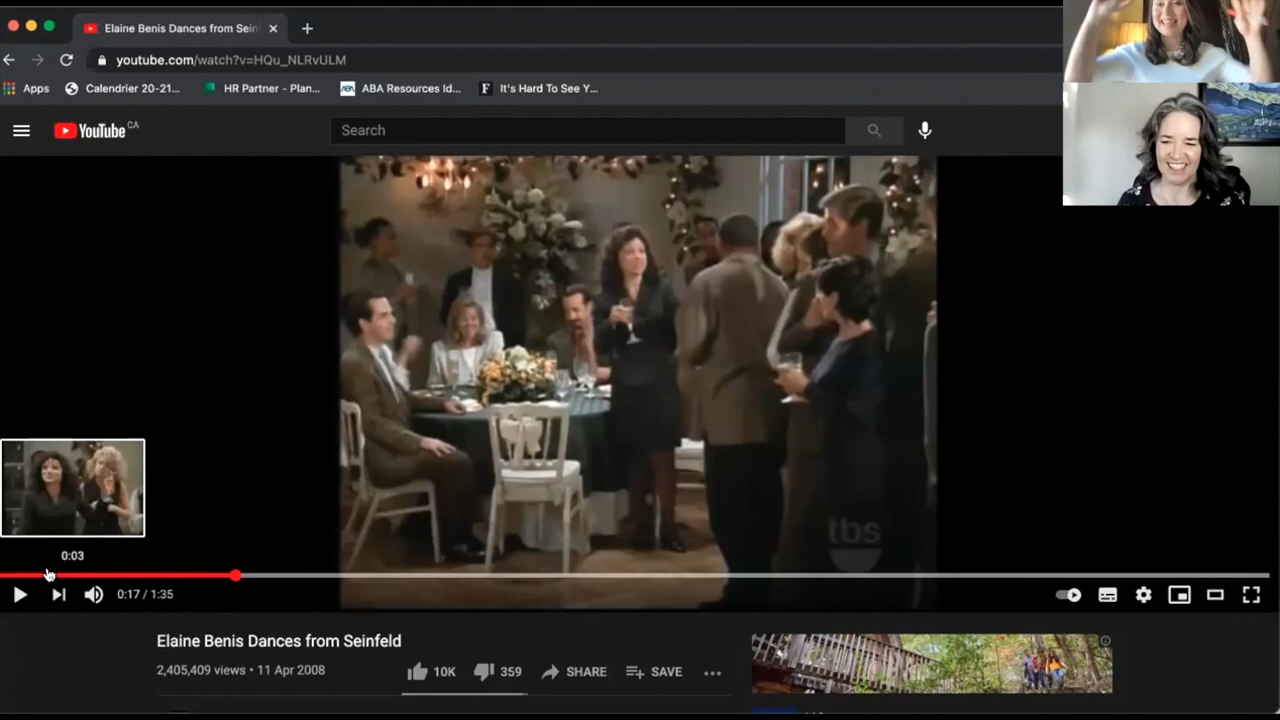 Elaine Benis Dances from Sein
youtube.com/watch?v=HQu_NLRvULM
Apps
Calendrier 20-21...
HR Partner - Plan...
ABA Resources Id...
F It's Hard To See Y...
YouTube CA
Search
tbs
0:03
0:17 / 1:35
Elaine Benis Dances from Seinfeld
2,405,409 views • 11 Apr 2008
10K
359
SHARE
SAVE